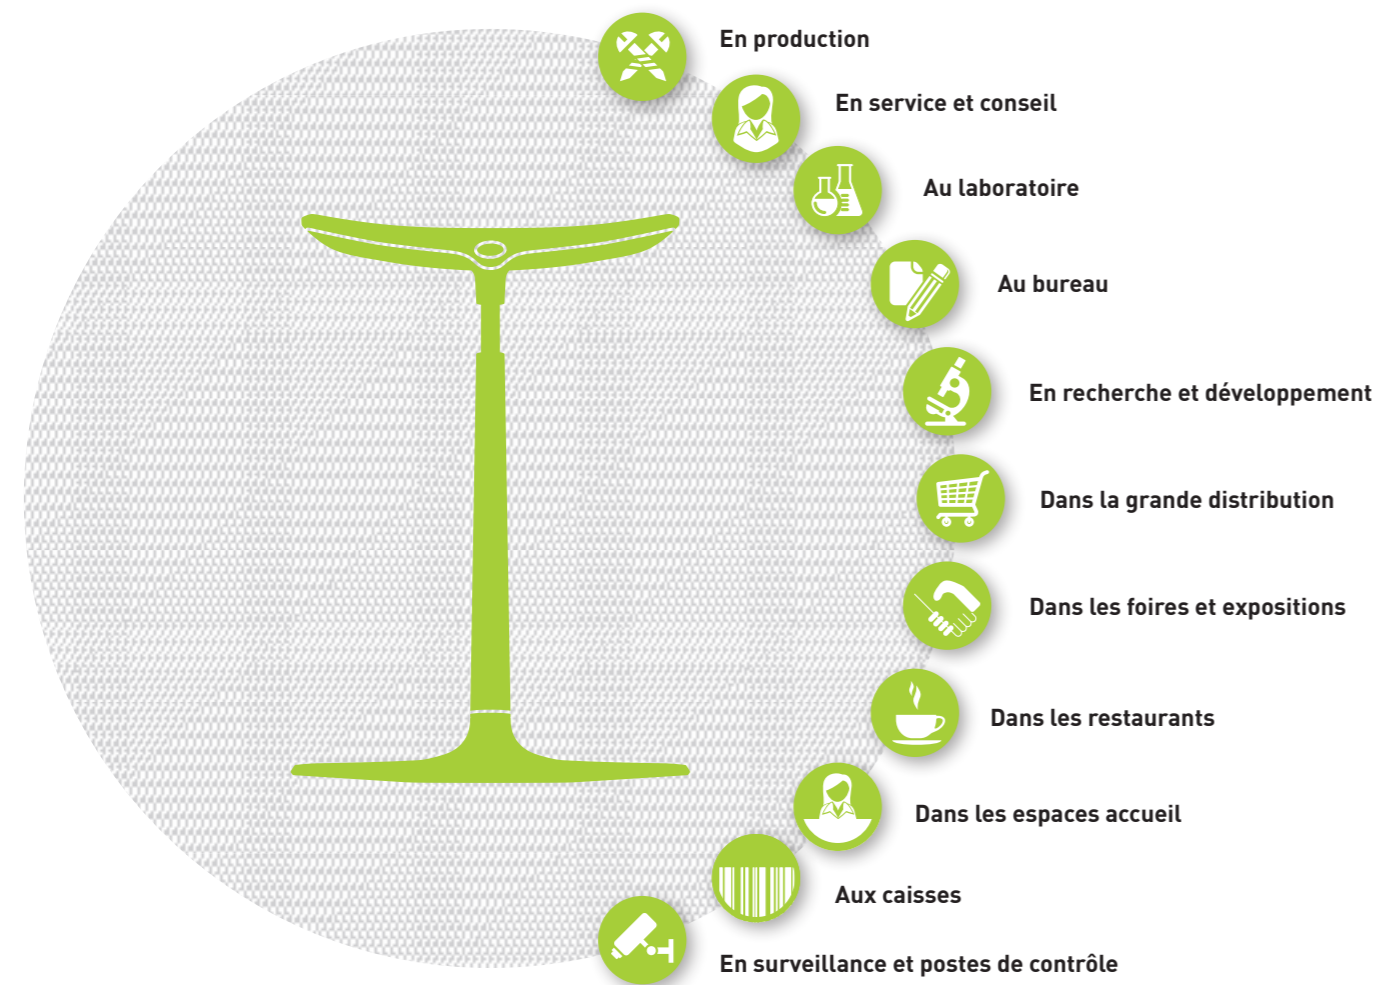 En production
En service et conseil
Au laboratoire
Au bureau
En recherche et développement
Dans la grande distribution
Dans les foires et expositions
Dans les restaurants
Dans les espaces accueil
Aux caisses
En surveillance et postes de contrôle